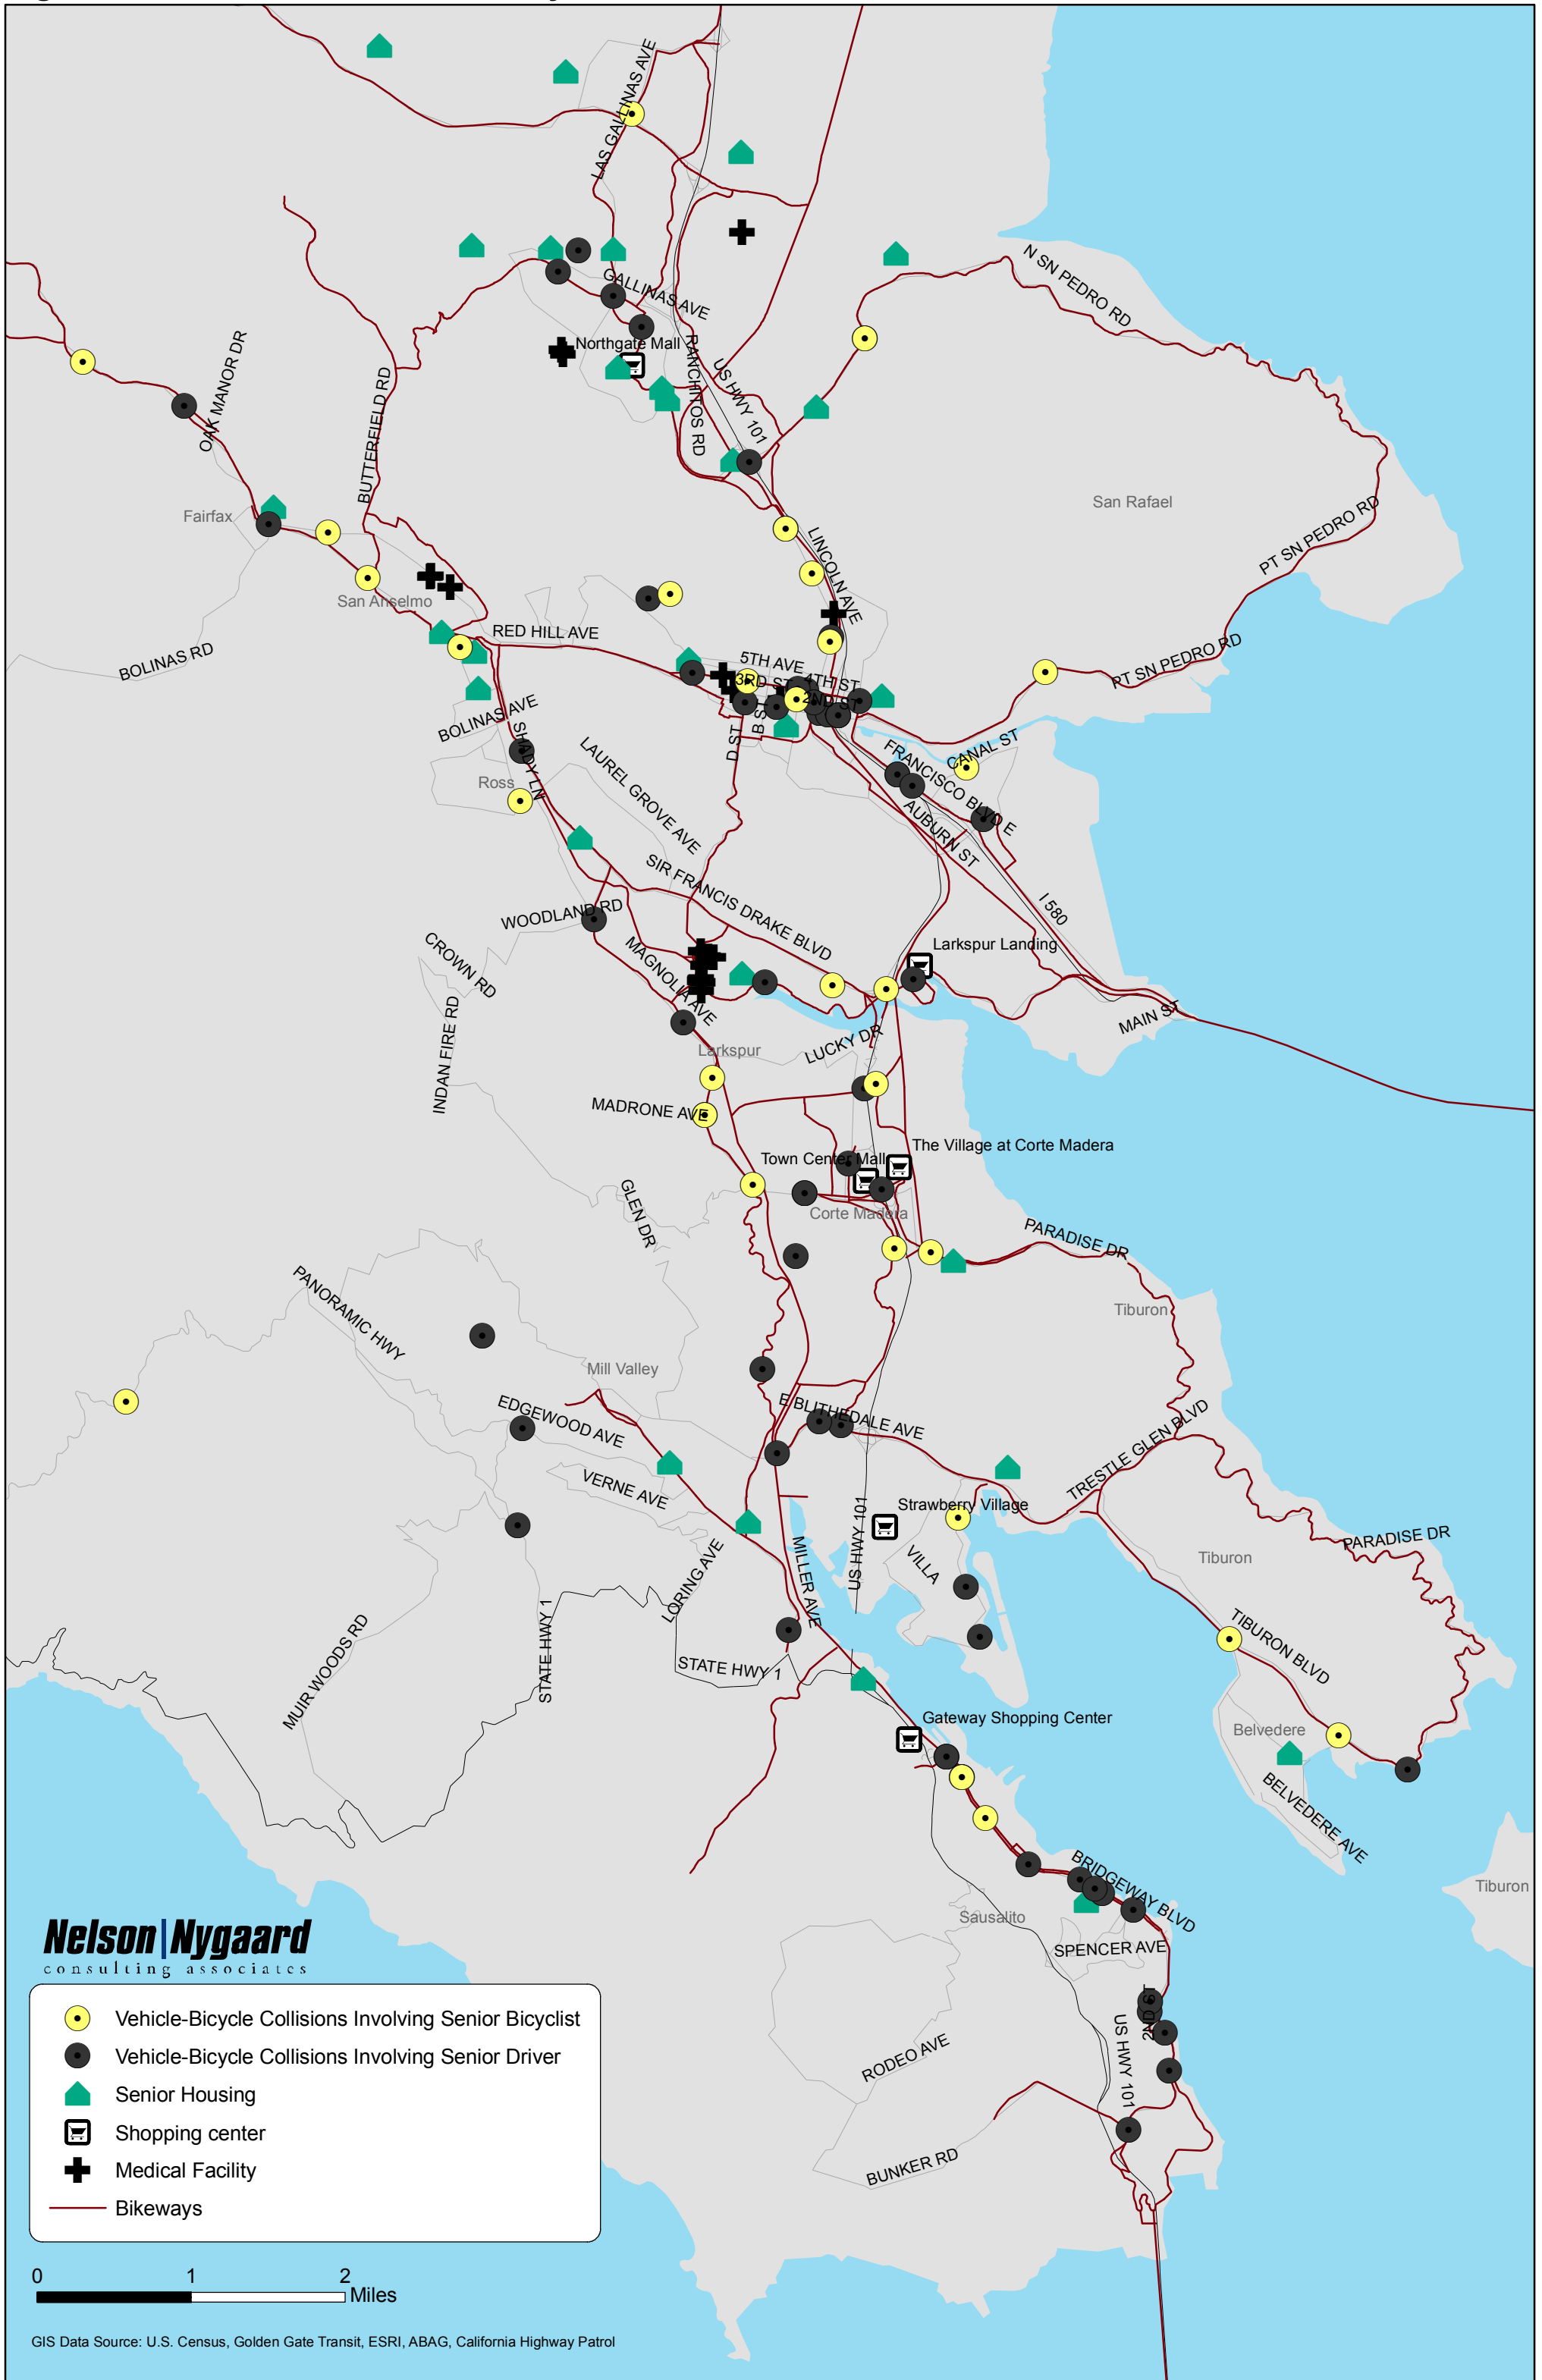 LAS GALLINAS AVE
N SN PEDRO RD
GALLINAS AVE
Northgate Mall
RANCHITOS RD
US HWY 101
OAK MANOR DR
BUTTERFIELD RD
San Rafael
Fairfax
PT SN PEDRO RD
LINCOLN AVE
San Anselmo
RED HILL AVE
BOLINAS RD
PT SN PEDRO RD
5TH AVE
4TH ST
3RD ST
2ND ST
B ST
D ST
BOLINAS AVE
SHADY LN
LAUREL GROVE AVE
Ross
CANAL ST
FRANCISCO BLVD E
AUBURN ST
SIR FRANCIS DRAKE BLVD
I 580
WOODLAND RD
CROWN RD
MAGNOLIA AVE
Larkspur Landing
MAIN ST
INDAN FIRE RD
LUCKY DR
Larkspur
MADRONE AVE
The Village at Corte Madera
Town Center Mall
Corte Madera
GLEN DR
PARADISE DR
Tiburon
PANORAMIC HWY
Mill Valley
EDGEWOOD AVE
E BLITHEDALE AVE
TRESTLE GLEN BLVD
VERNE AVE
Strawberry Village
US HWY 101
VILLA
PARADISE DR
Tiburon
LORING AVE
MILLER AVE
MUIR WOODS RD
STATE HWY 1
STATE HWY 1
TIBURON BLVD
Gateway Shopping Center
Belvedere
BELVEDERE AVE
Tiburon
BRIDGEWAY BLVD
Sausalito
SPENCER AVE
2ND ST
US HWY 101
RODEO AVE
BUNKER RD
Nelson|Nygaard
consulting associates
Vehicle-Bicycle Collisions Involving Senior Bicyclist
Vehicle-Bicycle Collisions Involving Senior Driver
Senior Housing
Shopping center
Medical Facility
Bikeways
0 1 2
Miles
GIS Data Source: U.S. Census, Golden Gate Transit, ESRI, ABAG, California Highway Patrol